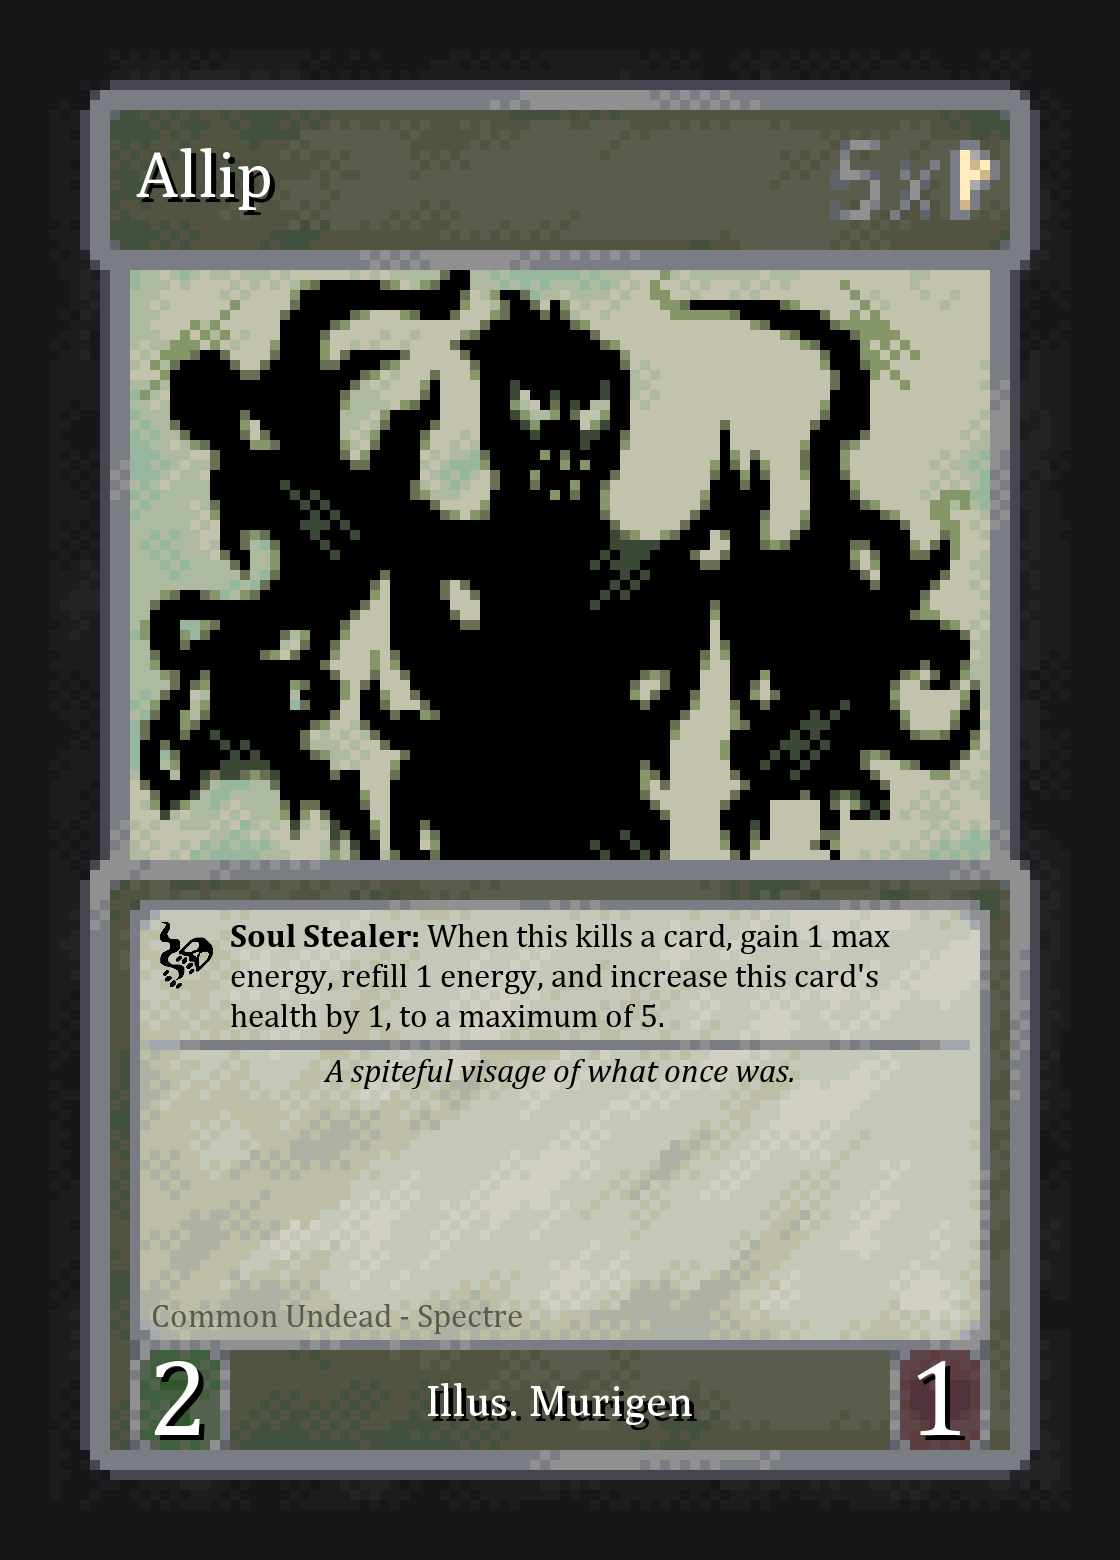 Allip 5x
Soul Stealer: When this kills a card, gain 1 max
energy, refill 1 energy, and increase this card's
health by 1, to a maximum of 5.
A spiteful visage of what once was.
Common Undead - Spectre
2 Illus. Murigen 1